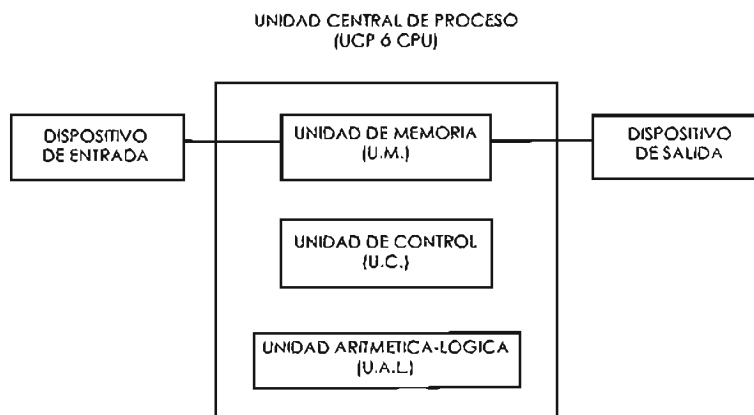 UNIDAD CENTRAL DE PROCESO
(UCP ó CPU)
DISPOSITIVO
DE ENTRADA
UNIDAD DE MEMORIA
(U.M.)
DISPOSITIVO
DE SALIDA
UNIDAD DE CONTROL
(U.C.)
UNIDAD ARITMETICA-LOGICA
(U.A.L)